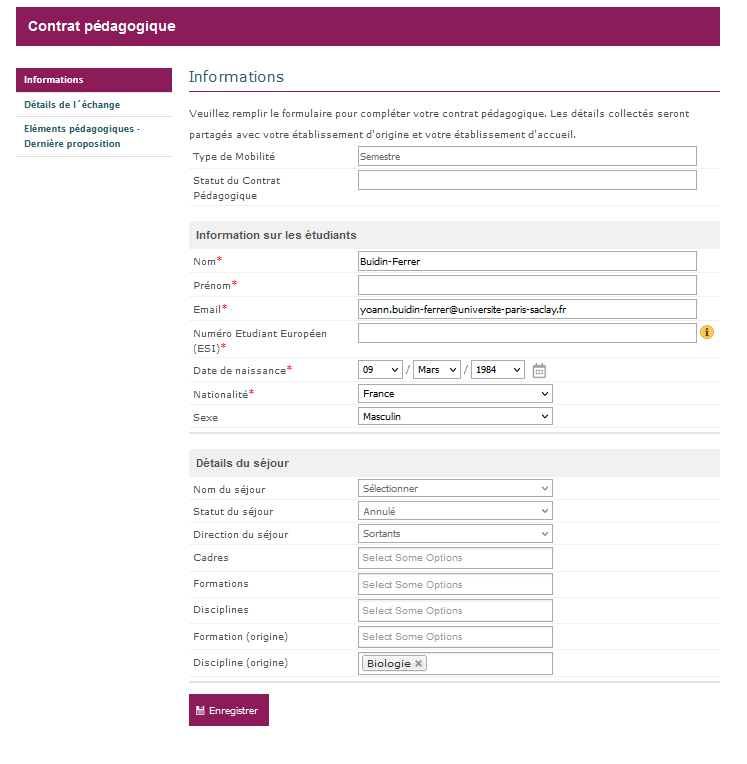 Contrat pédagogique
Informations
Détails de l´échange
Eléments pédagogiques -
Dernière proposition
Informations
Veuillez remplir le formulaire pour compléter votre contrat pédagogique. Les détails collectés seront
partagés avec votre établissement d'origine et votre établissement d'accueil.
Type de Mobilité Semestre
Statut du Contrat
Pédagogique
Information sur les étudiants
Nom* Buidin-Ferrer
Prénom*
Email* yoann.buidin-ferrer@universite-paris-saclay.fr
Numéro Etudiant Européen
(ESI)*
Date de naissance* 09 / Mars / 1984
Nationalité* France
Sexe Masculin
Détails du séjour
Nom du séjour Sélectionner
Statut du séjour Annulé
Direction du séjour Sortants
Cadres Select Some Options
Formations Select Some Options
Disciplines Select Some Options
Formation (origine) Select Some Options
Discipline (origine) Biologie
Enregistrer